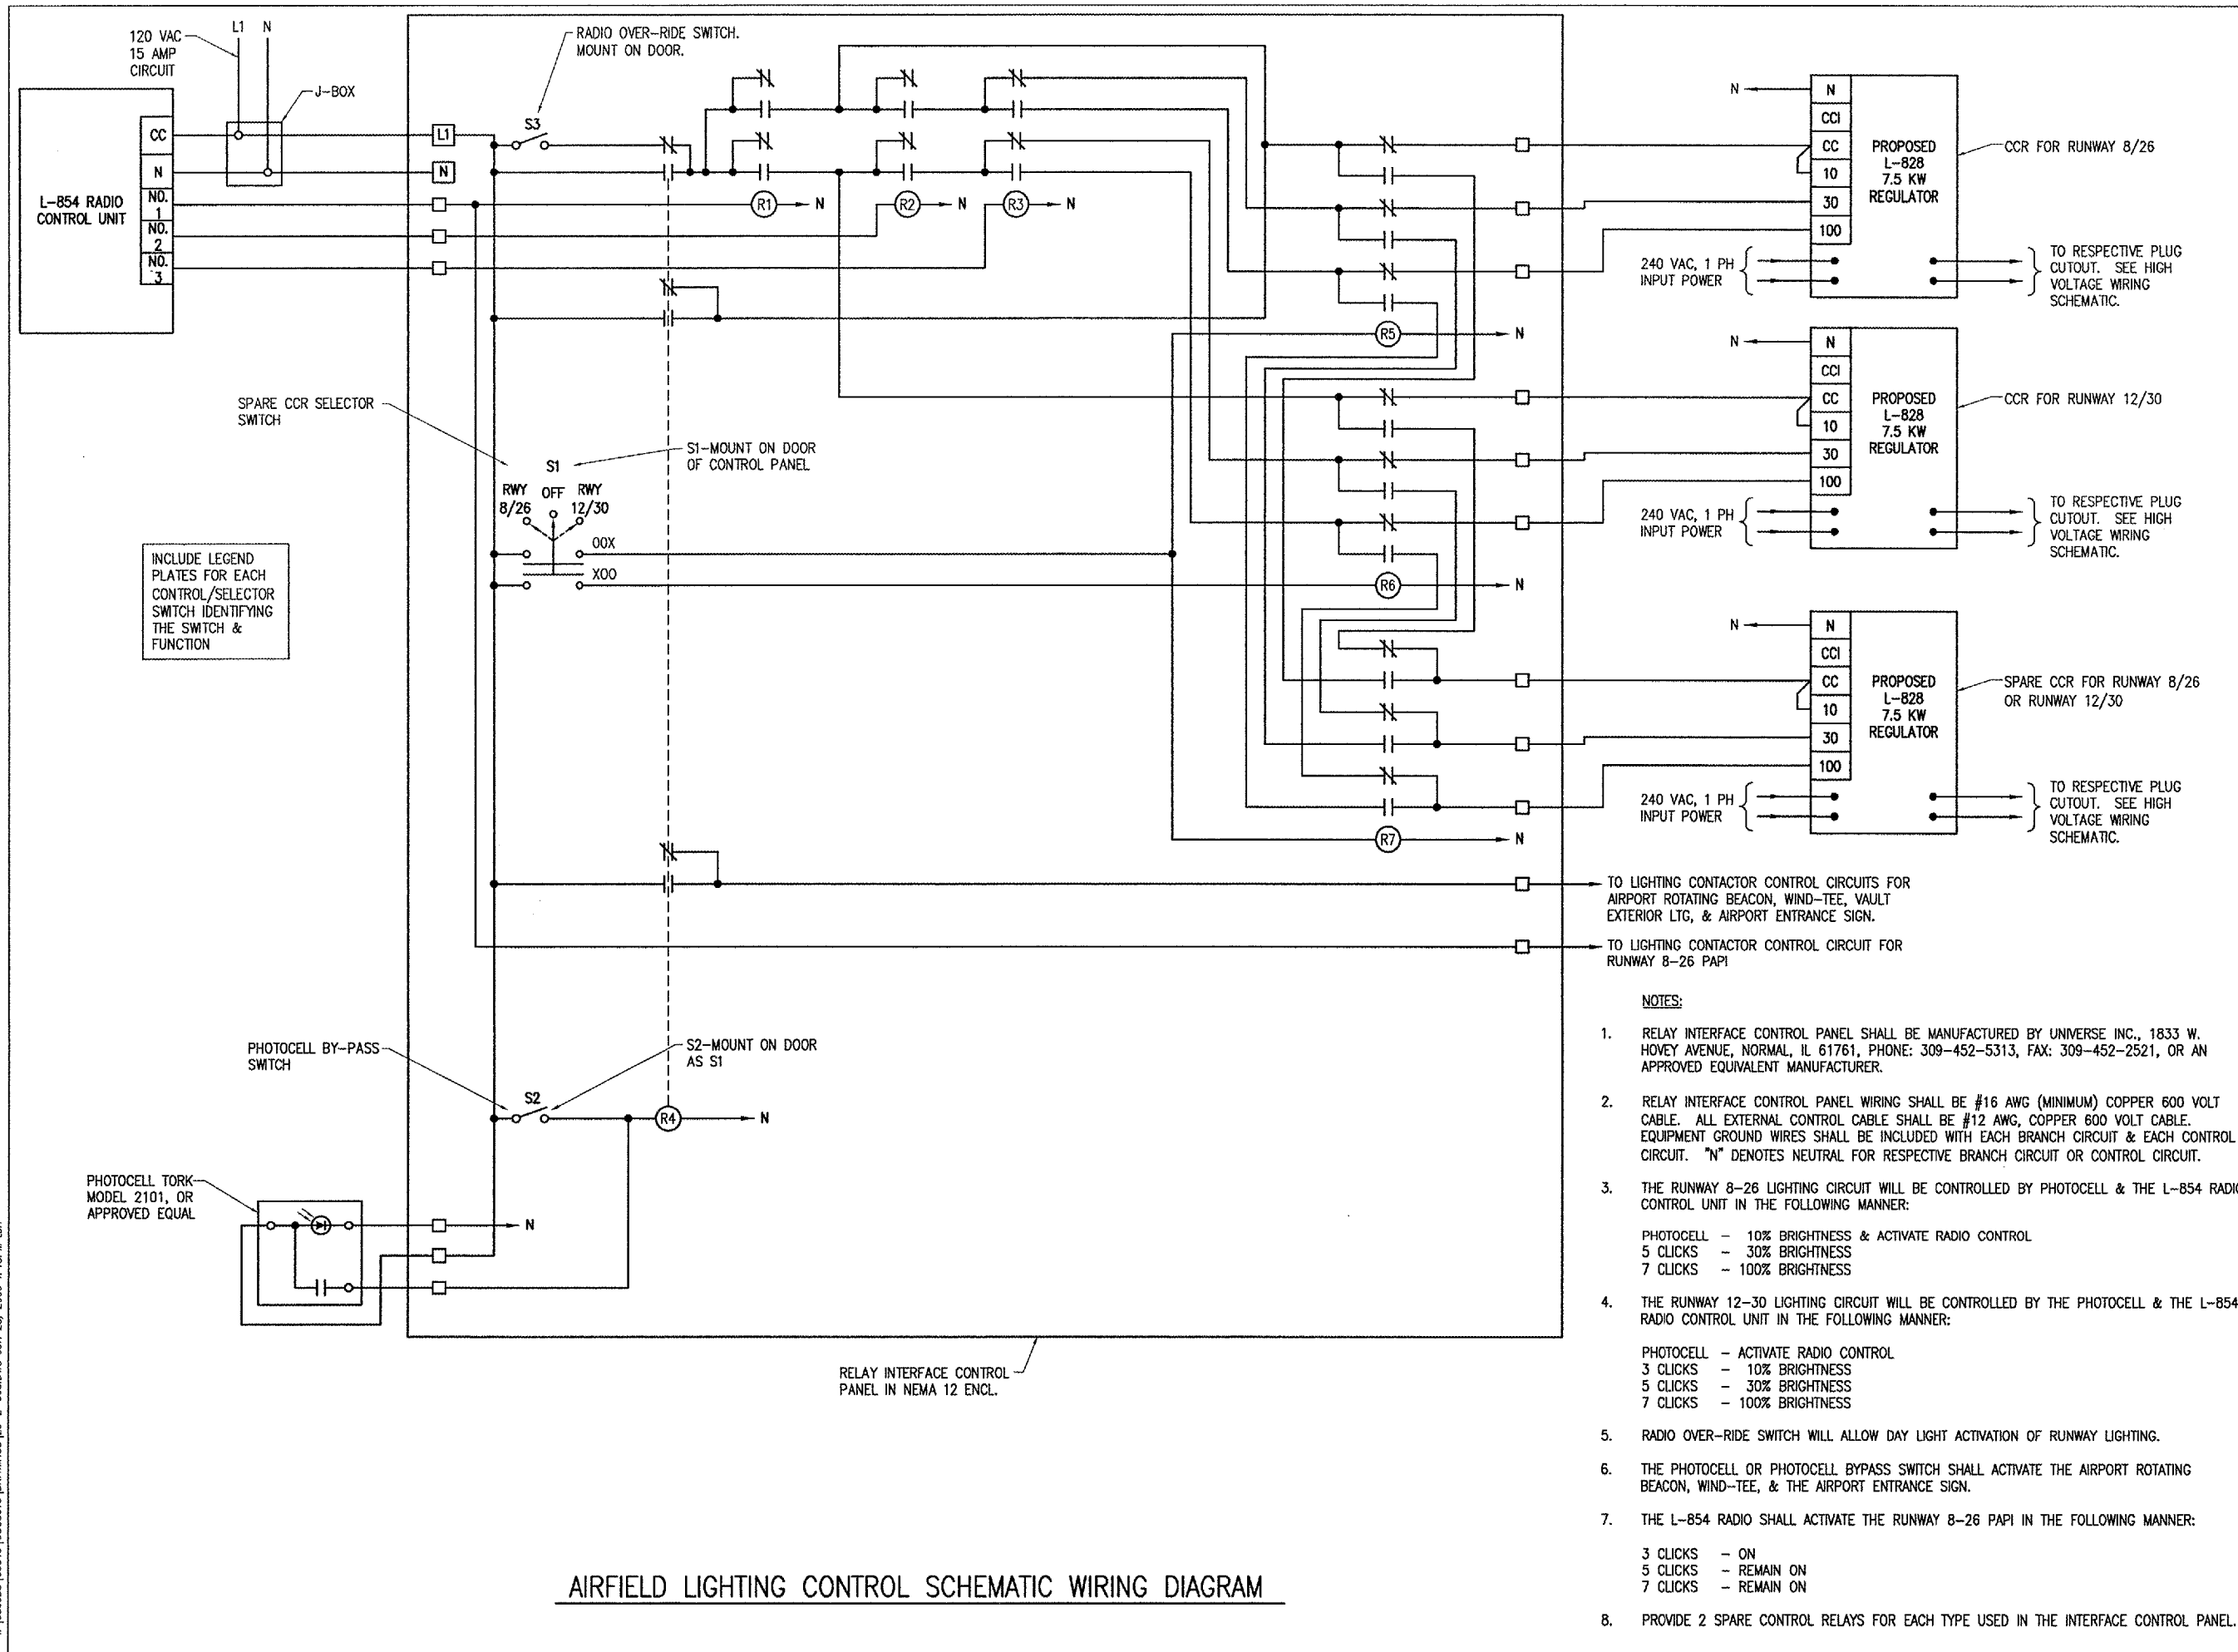 120 VAC
15 AMP
CIRCUIT
L1 N
J-BOX
RADIO OVER-RIDE SWITCH.
MOUNT ON DOOR.
L-854 RADIO
CONTROL UNIT
CC
N
NO.
1
NO.
2
NO.
3
L1
N
S3
R1 N
R2 N
R3 N
R5 N
SPARE CCR SELECTOR
SWITCH
S1-MOUNT ON DOOR
OF CONTROL PANEL
S1
RWY OFF RWY
8/26 12/30
OOX
XOO
R6 N
R7 N
INCLUDE LEGEND
PLATES FOR EACH
CONTROL/SELECTOR
SWITCH IDENTIFYING
THE SWITCH &
FUNCTION
N
N
CCI
CC
10
30
100
PROPOSED
L-828
7.5 KW
REGULATOR
CCR FOR RUNWAY 8/26
240 VAC, 1 PH
INPUT POWER
TO RESPECTIVE PLUG
CUTOUT. SEE HIGH
VOLTAGE WIRING
SCHEMATIC.
N
N
CCI
CC
10
30
100
PROPOSED
L-828
7.5 KW
REGULATOR
CCR FOR RUNWAY 12/30
240 VAC, 1 PH
INPUT POWER
TO RESPECTIVE PLUG
CUTOUT. SEE HIGH
VOLTAGE WIRING
SCHEMATIC.
N
N
CCI
CC
10
30
100
PROPOSED
L-828
7.5 KW
REGULATOR
SPARE CCR FOR RUNWAY 8/26
OR RUNWAY 12/30
240 VAC, 1 PH
INPUT POWER
TO RESPECTIVE PLUG
CUTOUT. SEE HIGH
VOLTAGE WIRING
SCHEMATIC.
TO LIGHTING CONTACTOR CONTROL CIRCUITS FOR
AIRPORT ROTATING BEACON, WIND-TEE, VAULT
EXTERIOR LTG, & AIRPORT ENTRANCE SIGN.
TO LIGHTING CONTACTOR CONTROL CIRCUIT FOR
RUNWAY 8-26 PAPI
PHOTOCELL BY-PASS
SWITCH
S2-MOUNT ON DOOR
AS S1
S2
R4 N
PHOTOCELL TORK
MODEL 2101, OR
APPROVED EQUAL
N
RELAY INTERFACE CONTROL
PANEL IN NEMA 12 ENCL.
NOTES:
1. RELAY INTERFACE CONTROL PANEL SHALL BE MANUFACTURED BY UNIVERSE INC., 1833 W.
HOVEY AVENUE, NORMAL, IL 61761, PHONE: 309-452-5313, FAX: 309-452-2521, OR AN
APPROVED EQUIVALENT MANUFACTURER.
2. RELAY INTERFACE CONTROL PANEL WIRING SHALL BE #16 AWG (MINIMUM) COPPER 600 VOLT
CABLE. ALL EXTERNAL CONTROL CABLE SHALL BE #12 AWG, COPPER 600 VOLT CABLE.
EQUIPMENT GROUND WIRES SHALL BE INCLUDED WITH EACH BRANCH CIRCUIT & EACH CONTROL
CIRCUIT. "N" DENOTES NEUTRAL FOR RESPECTIVE BRANCH CIRCUIT OR CONTROL CIRCUIT.
3. THE RUNWAY 8-26 LIGHTING CIRCUIT WILL BE CONTROLLED BY PHOTOCELL & THE L-854 RADIO
CONTROL UNIT IN THE FOLLOWING MANNER:
PHOTOCELL - 10% BRIGHTNESS & ACTIVATE RADIO CONTROL
5 CLICKS - 30% BRIGHTNESS
7 CLICKS - 100% BRIGHTNESS
4. THE RUNWAY 12-30 LIGHTING CIRCUIT WILL BE CONTROLLED BY THE PHOTOCELL & THE L-854
RADIO CONTROL UNIT IN THE FOLLOWING MANNER:
PHOTOCELL - ACTIVATE RADIO CONTROL
3 CLICKS - 10% BRIGHTNESS
5 CLICKS - 30% BRIGHTNESS
7 CLICKS - 100% BRIGHTNESS
5. RADIO OVER-RIDE SWITCH WILL ALLOW DAY LIGHT ACTIVATION OF RUNWAY LIGHTING.
6. THE PHOTOCELL OR PHOTOCELL BYPASS SWITCH SHALL ACTIVATE THE AIRPORT ROTATING
BEACON, WIND-TEE, & THE AIRPORT ENTRANCE SIGN.
7. THE L-854 RADIO SHALL ACTIVATE THE RUNWAY 8-26 PAPI IN THE FOLLOWING MANNER:
3 CLICKS - ON
5 CLICKS - REMAIN ON
7 CLICKS - REMAIN ON
8. PROVIDE 2 SPARE CONTROL RELAYS FOR EACH TYPE USED IN THE INTERFACE CONTROL PANEL.
AIRFIELD LIGHTING CONTROL SCHEMATIC WIRING DIAGRAM